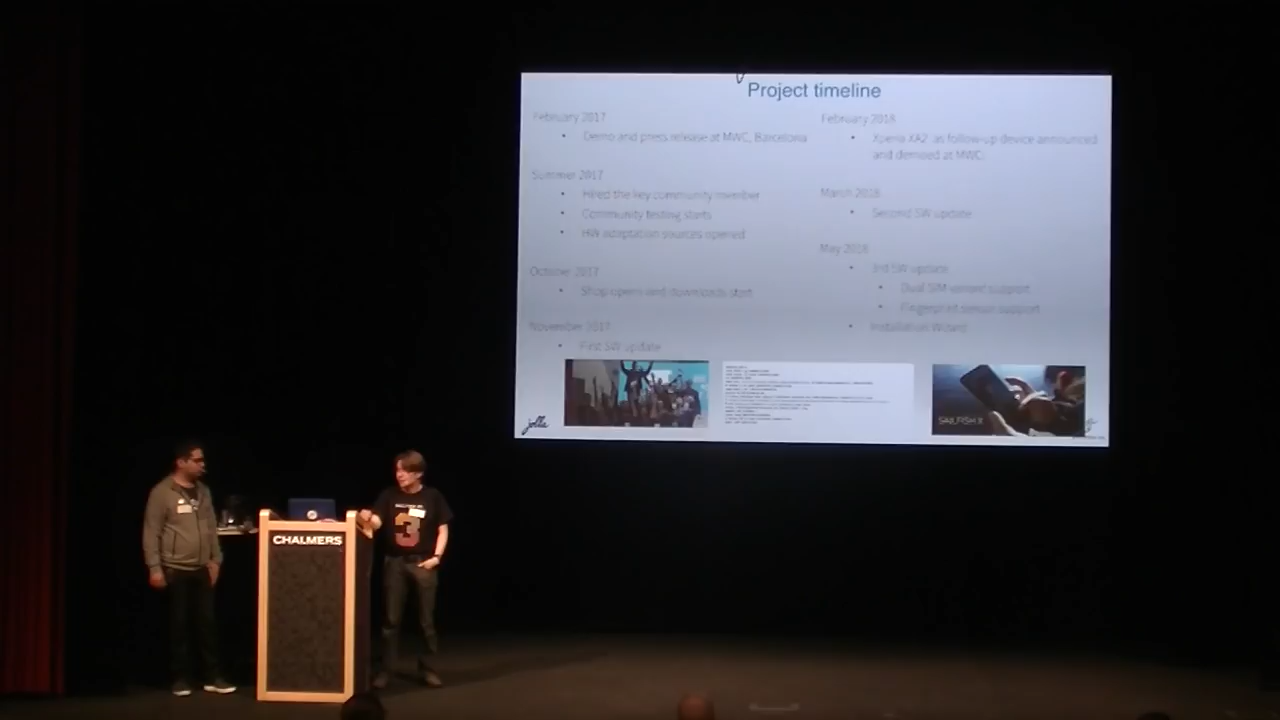 Project timeline
February 2017
Demo and press release at MWC, Barcelona
Summer 2017
Hired the key community member
Community testing starts
HW adaptation sources opened
October 2017
Shop opens and downloads start
November 2017
First SW update
February 2018
Xperia XA2 as follow-up device announced
and demoed at MWC
March 2018
Second SW update
May 2018
3rd SW update
Dual SIM variant support
Fingerprint sensor support
Installation Wizard
SAILFISH X
jolla
CHALMERS
3